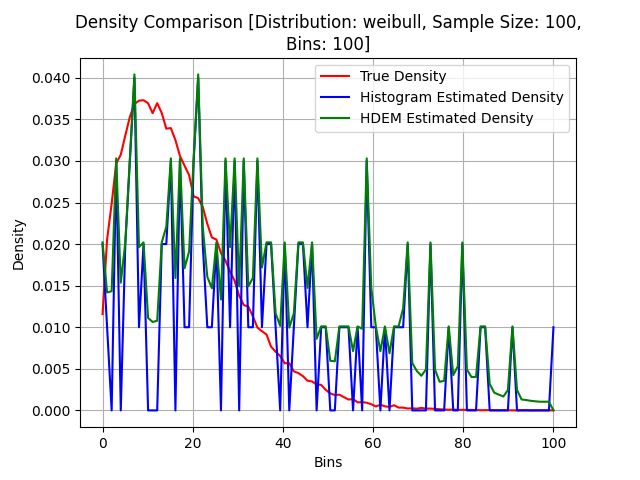 Density Comparison [Distribution: weibull, Sample Size: 100,
Bins: 100]
True Density
Histogram Estimated Density
HDEM Estimated Density
Density
0.040
0.035
0.030
0.025
0.020
0.015
0.010
0.005
0.000
0 20 40 60 80 100
Bins